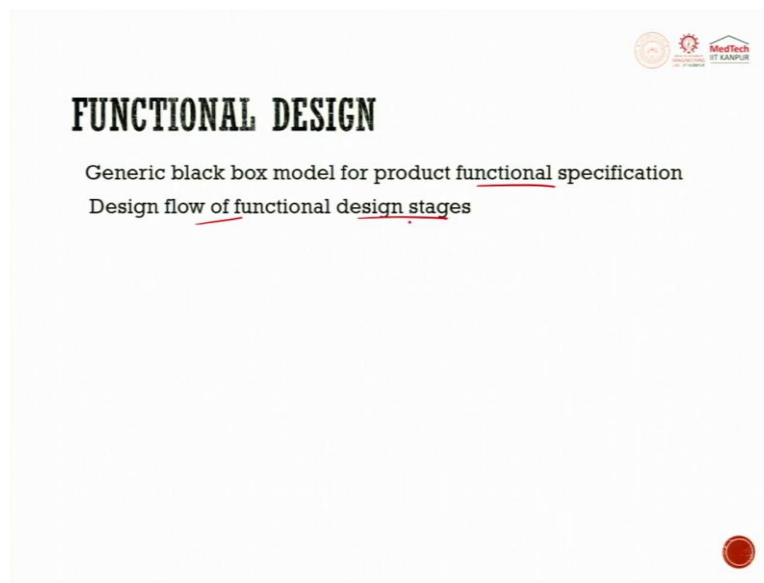 MedTech
IIT KANPUR
FUNCTIONAL DESIGN
Generic black box model for product functional specification
Design flow of functional design stages